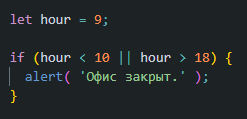 let hour = 9;
if (hour < 10 || hour > 18) {
  alert( 'Офис закрыт.' );
}